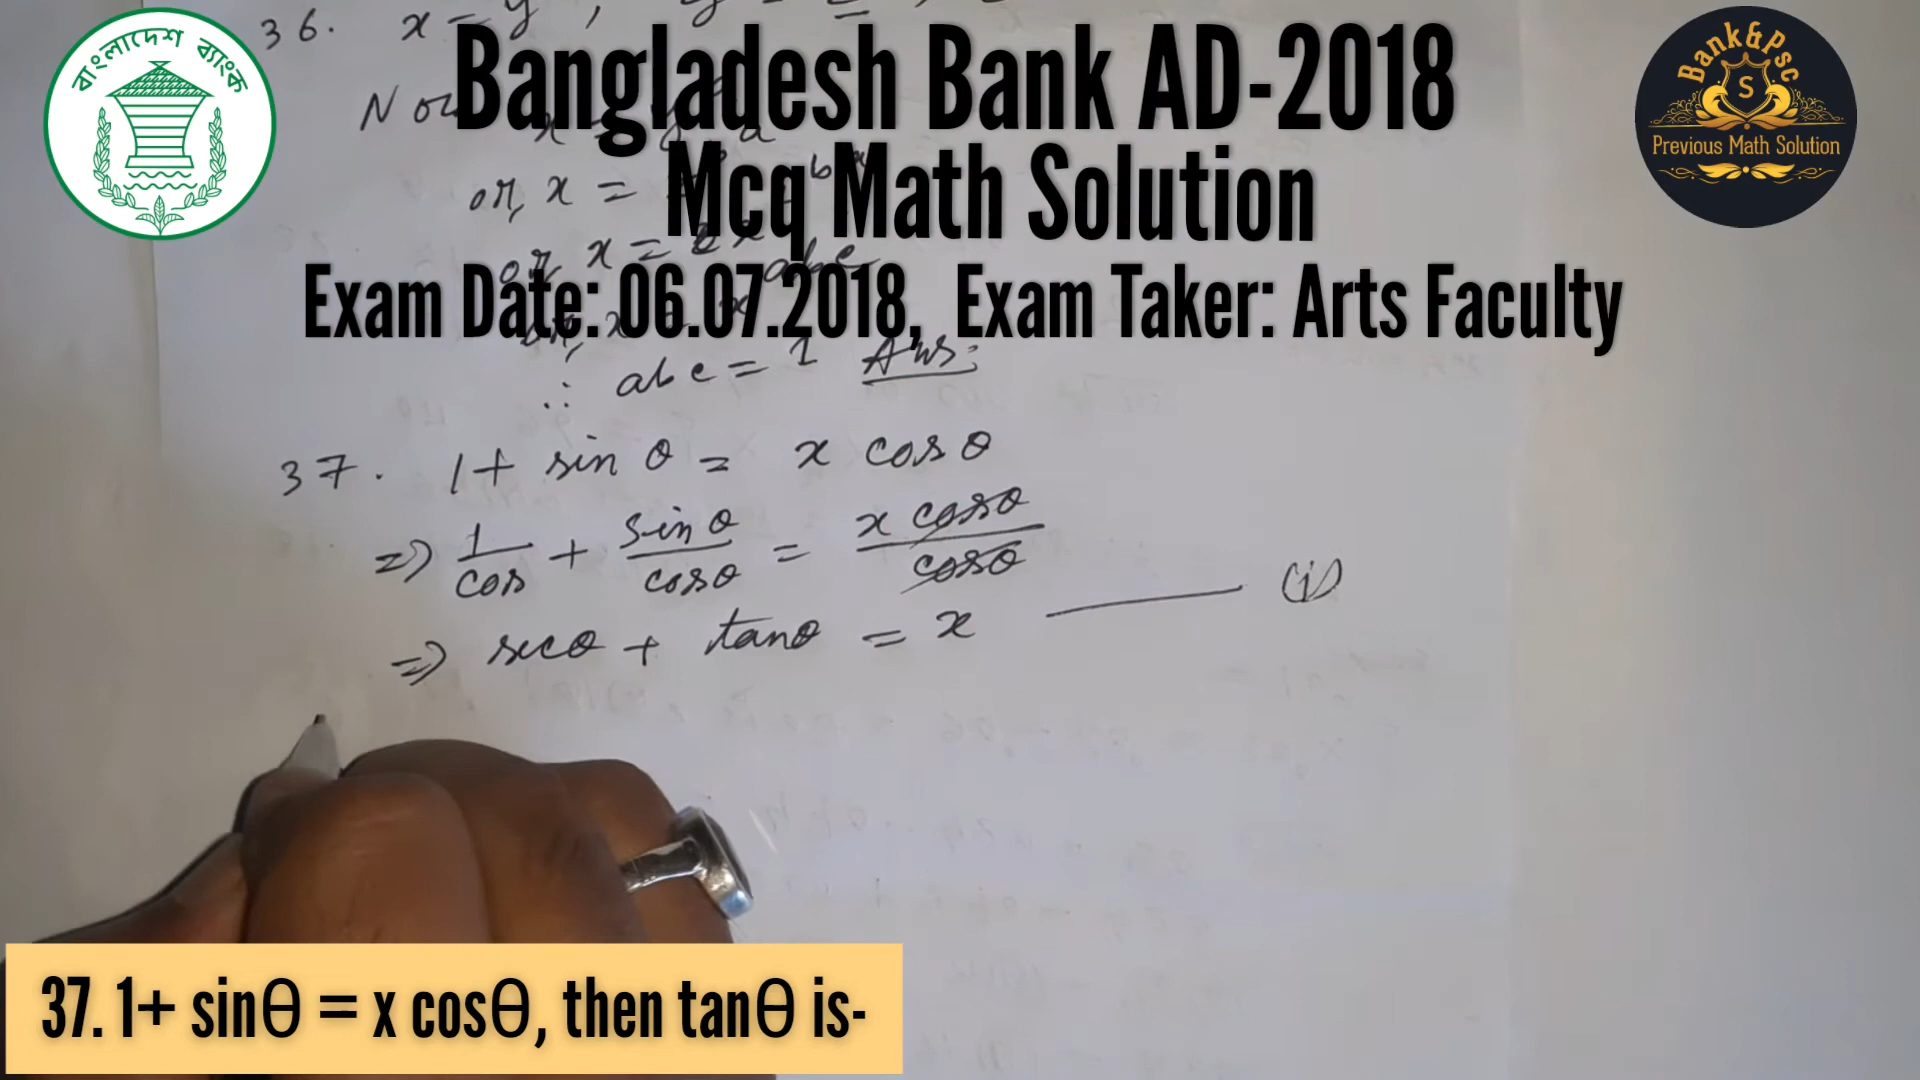 বাংলাদেশ ব্যাংক
Bangladesh Bank AD-2018
Mcq Math Solution
Exam Date: 06.07.2018, Exam Taker: Arts Faculty
Bank&Psc
S
Previous Math Solution
36. x = y
or, x =
or, x =
∴ abc = 1 Ans:
37. 1 + sin θ = x cos θ
=> 1/cos + sin θ/cos θ = x cos θ/cos θ
=> sec θ + tan θ = x ——— (i)
37. 1+ sinθ = x cosθ, then tanθ is-